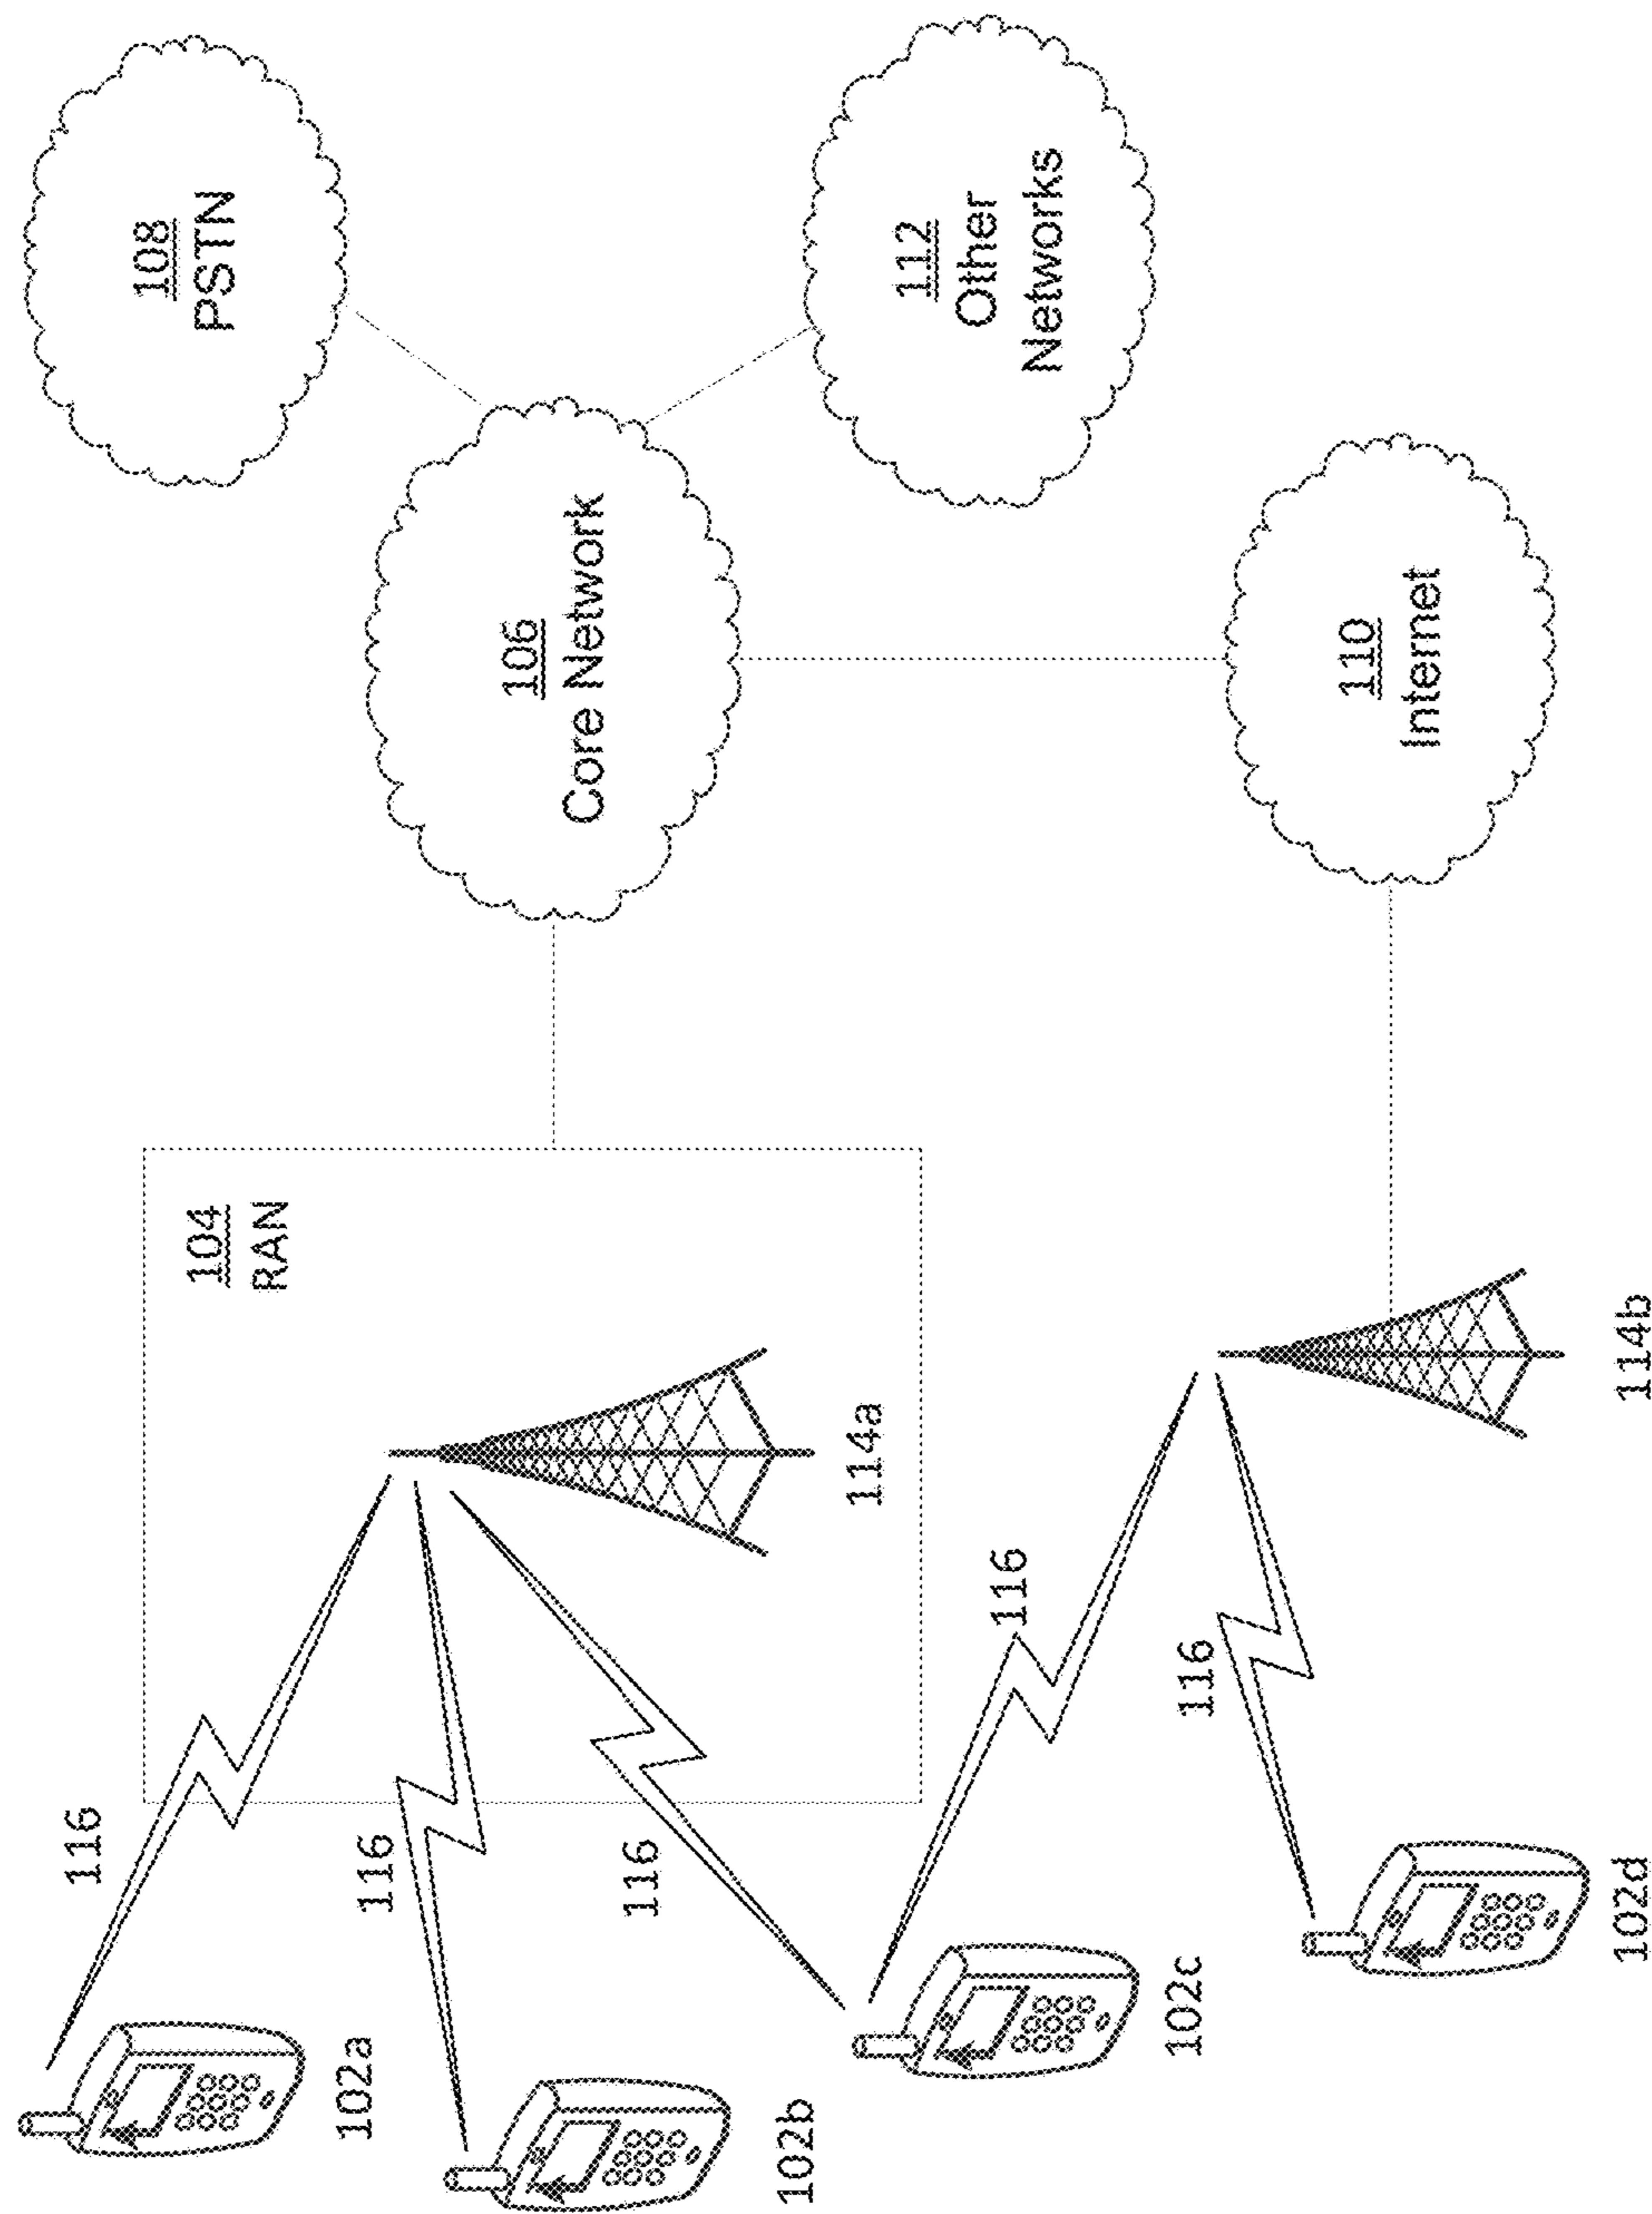 108
PSTN
106
Core Network
112
Other
Networks
104
RAN
110
Internet
116
116
116
116
116
114a
114b
102a
102b
102c
102d